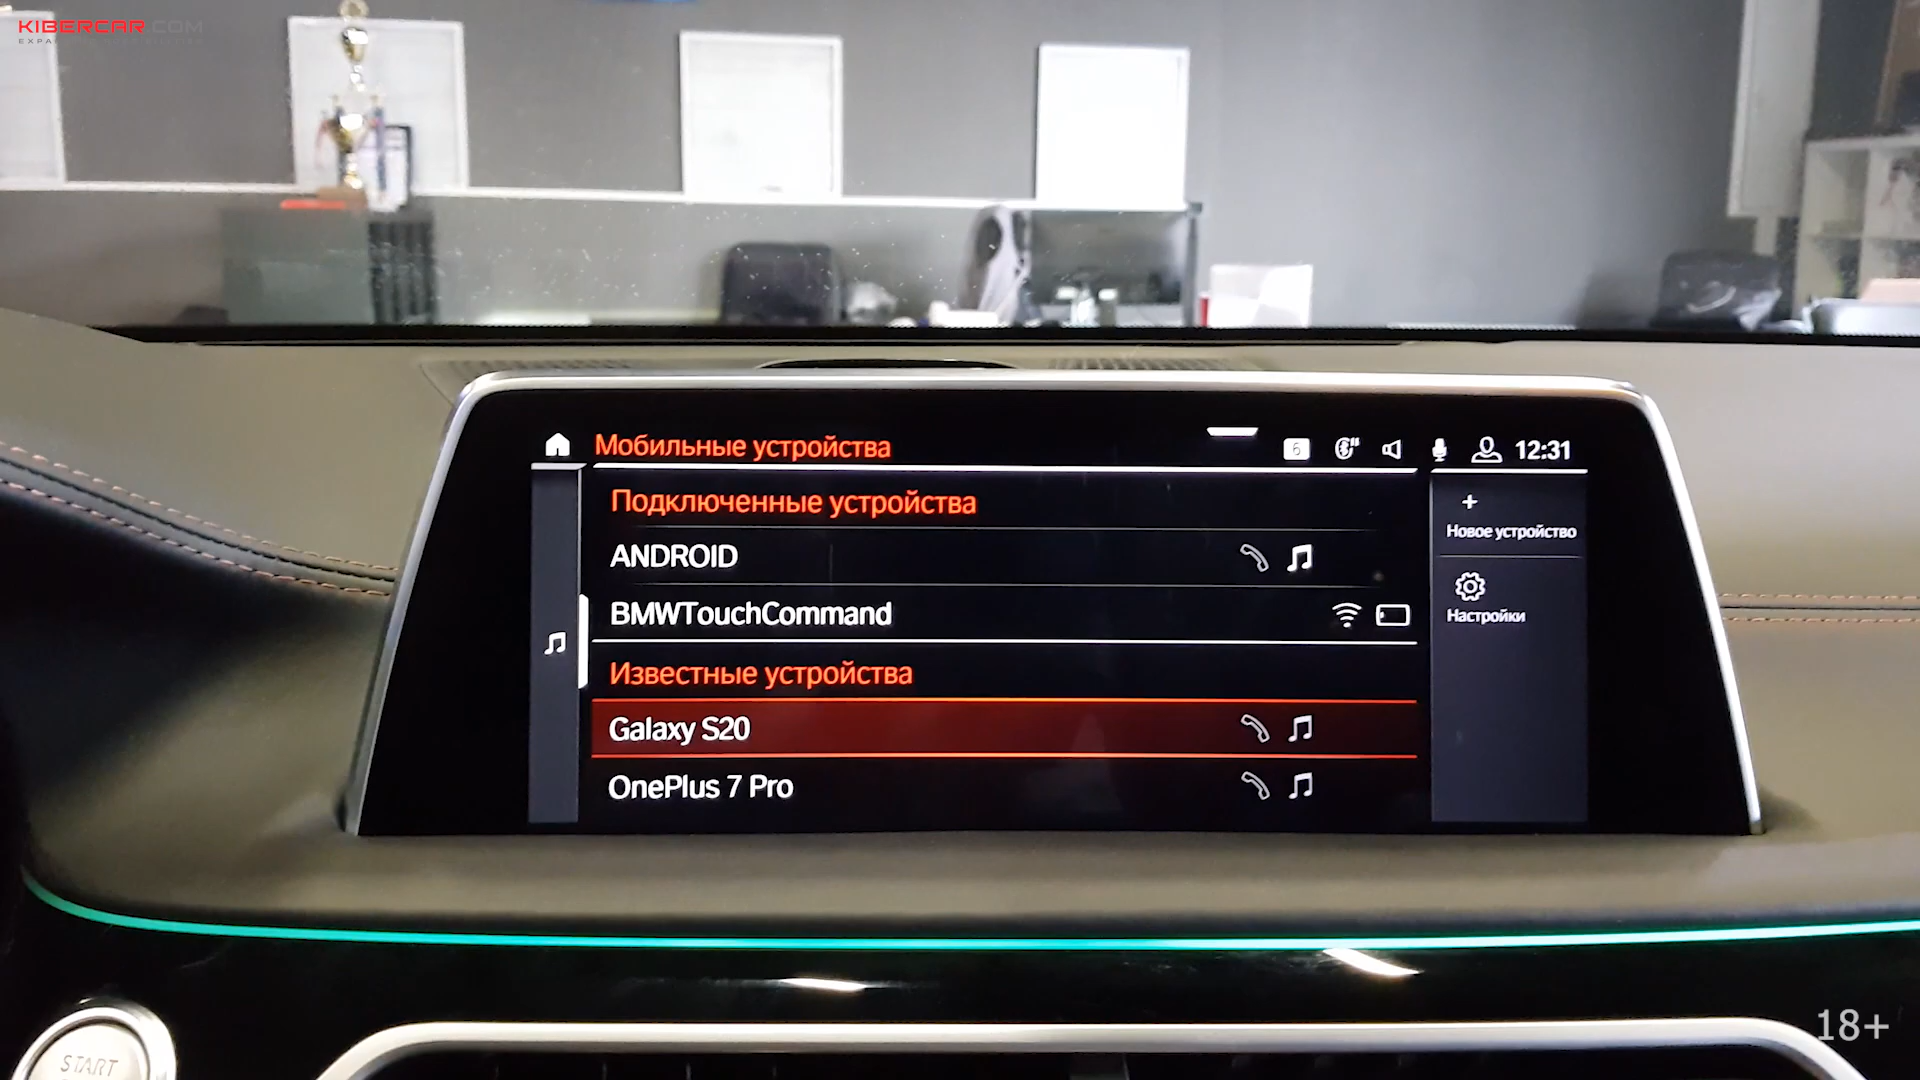 KIBERCAR.COM
Мобильные устройства
6
12:31
Подключенные устройства
+
Новое устройство
ANDROID
BMWTouchCommand
Настройки
Известные устройства
Galaxy S20
OnePlus 7 Pro
START
18+